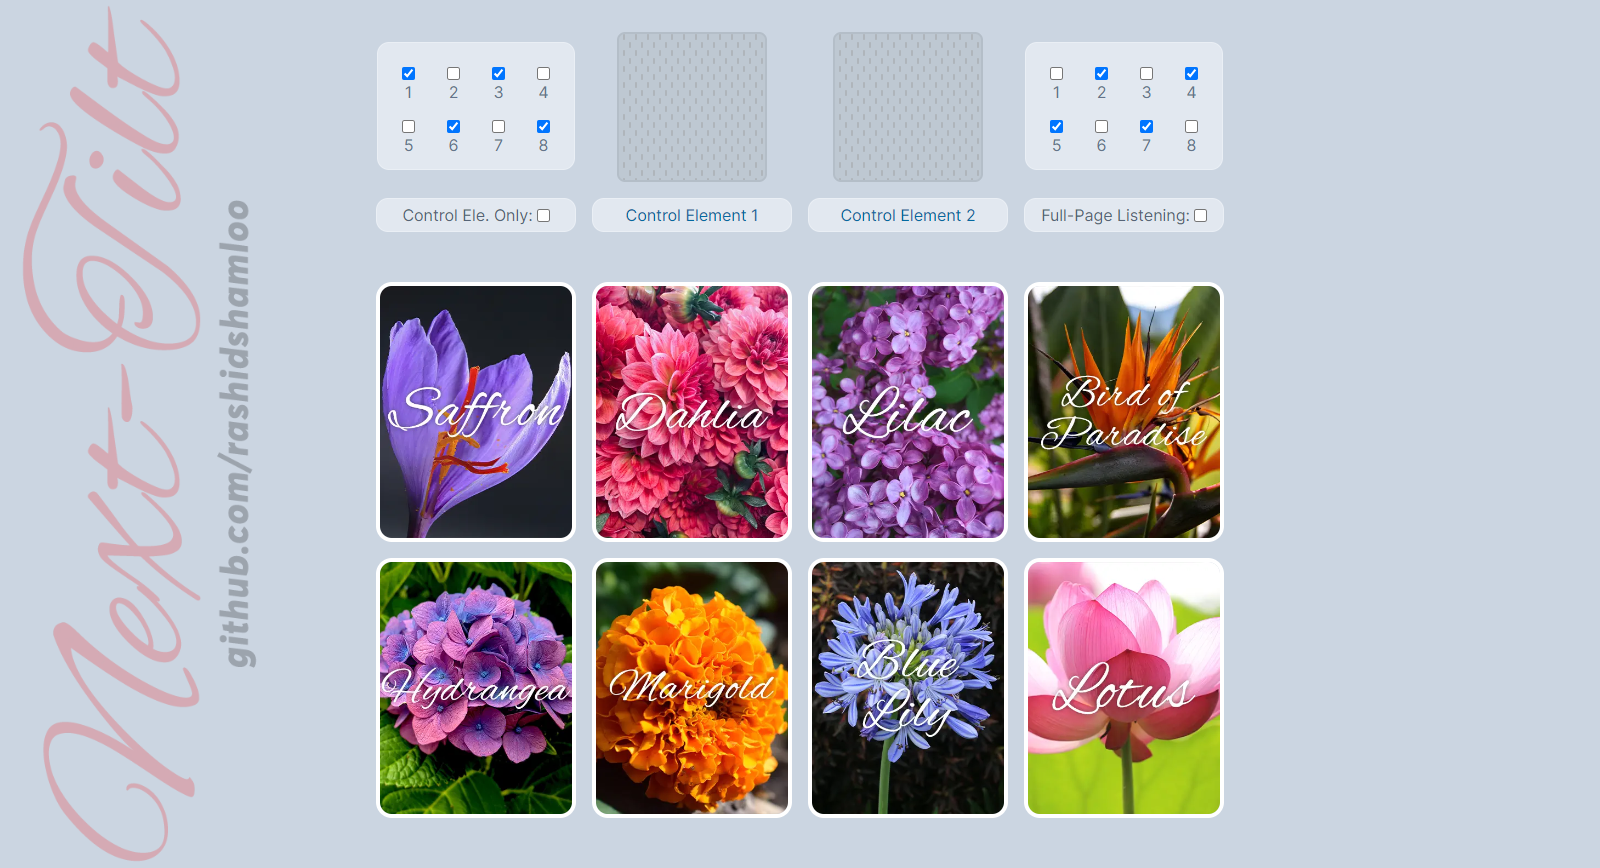 Next-Tilt
github.com/rashidshamloo
1 2 3 4
5 6 7 8
1 2 3 4
5 6 7 8
Control Ele. Only:
Control Element 1
Control Element 2
Full-Page Listening:
Saffron
Dahlia
Lilac
Bird of
Paradise
Hydrangea
Marigold
Blue
Lily
Lotus